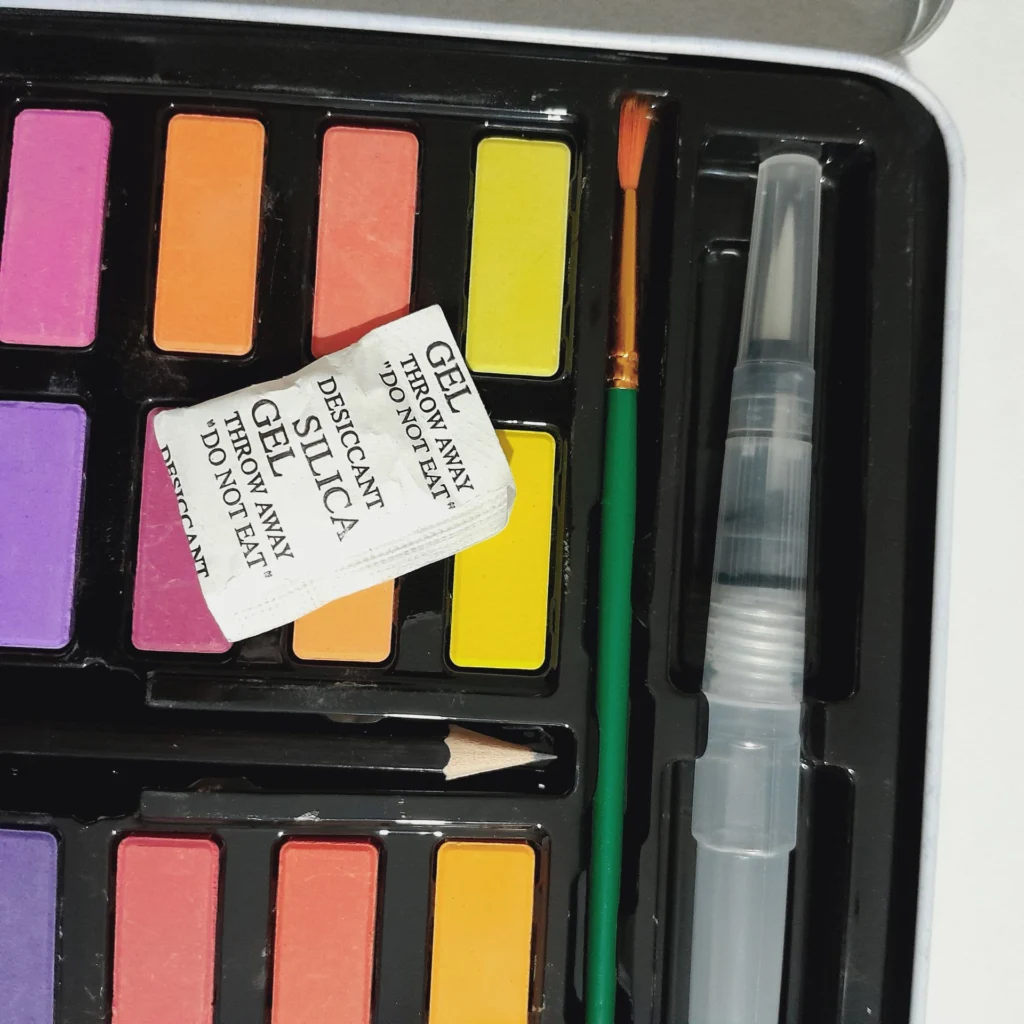 GEL
THROW AWAY
"DO NOT EAT"
DESICCANT
SILICA
GEL
THROW AWAY
"DO NOT EAT"
DESICCANT